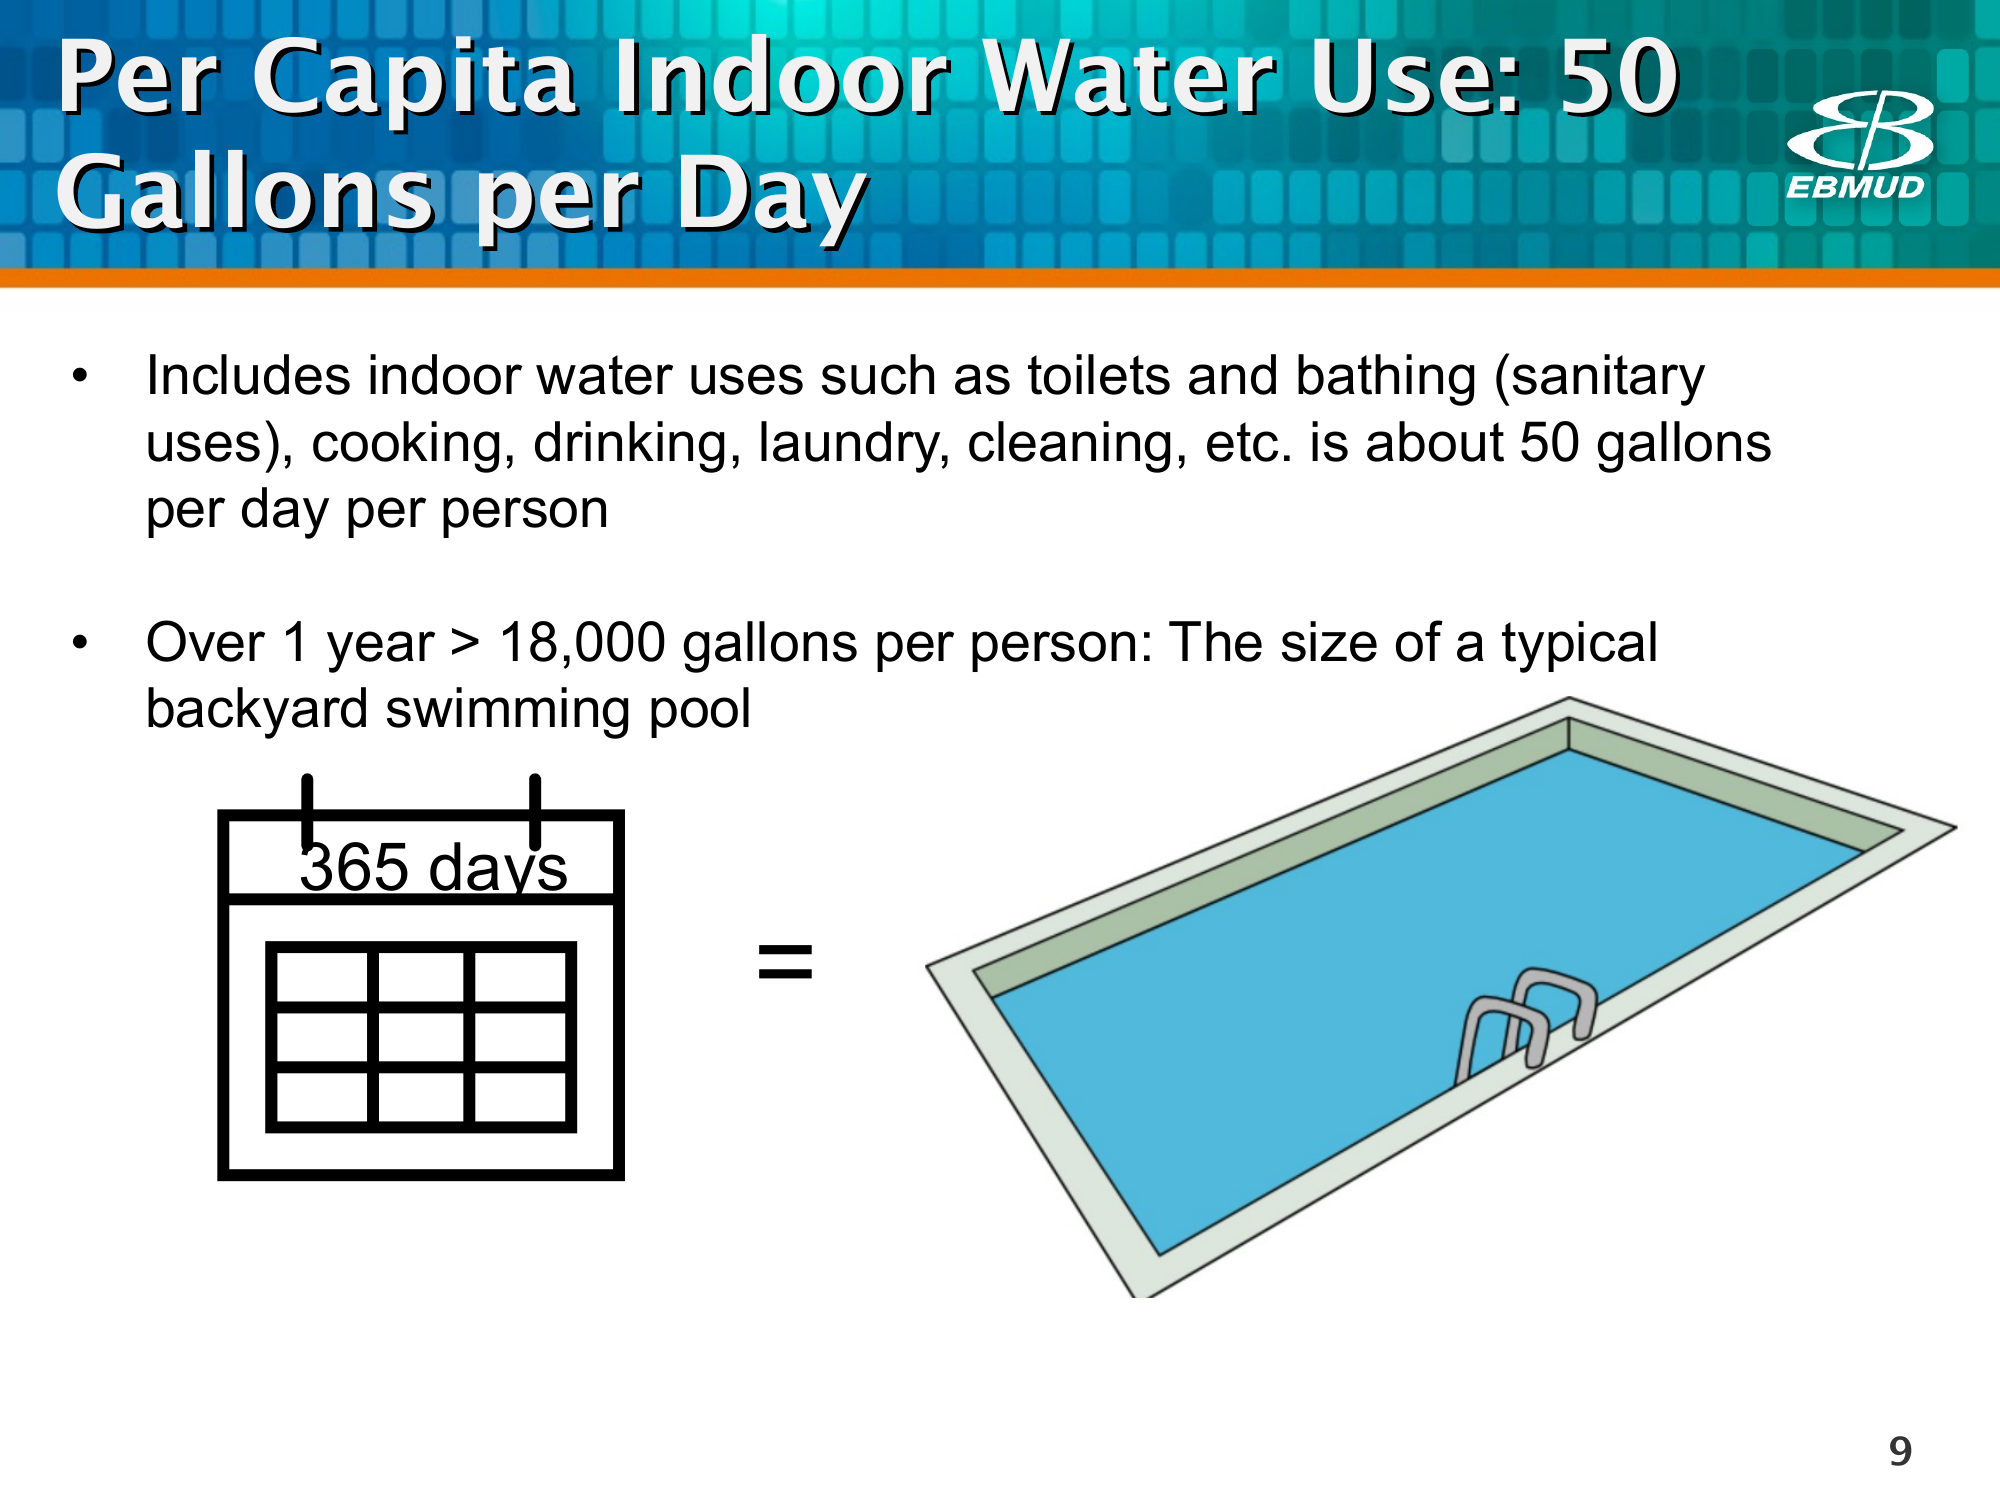 Per Capita Indoor Water Use: 50
Gallons per Day
EBMUD
• Includes indoor water uses such as toilets and bathing (sanitary
uses), cooking, drinking, laundry, cleaning, etc. is about 50 gallons
per day per person
• Over 1 year > 18,000 gallons per person: The size of a typical
backyard swimming pool
365 days
=
9